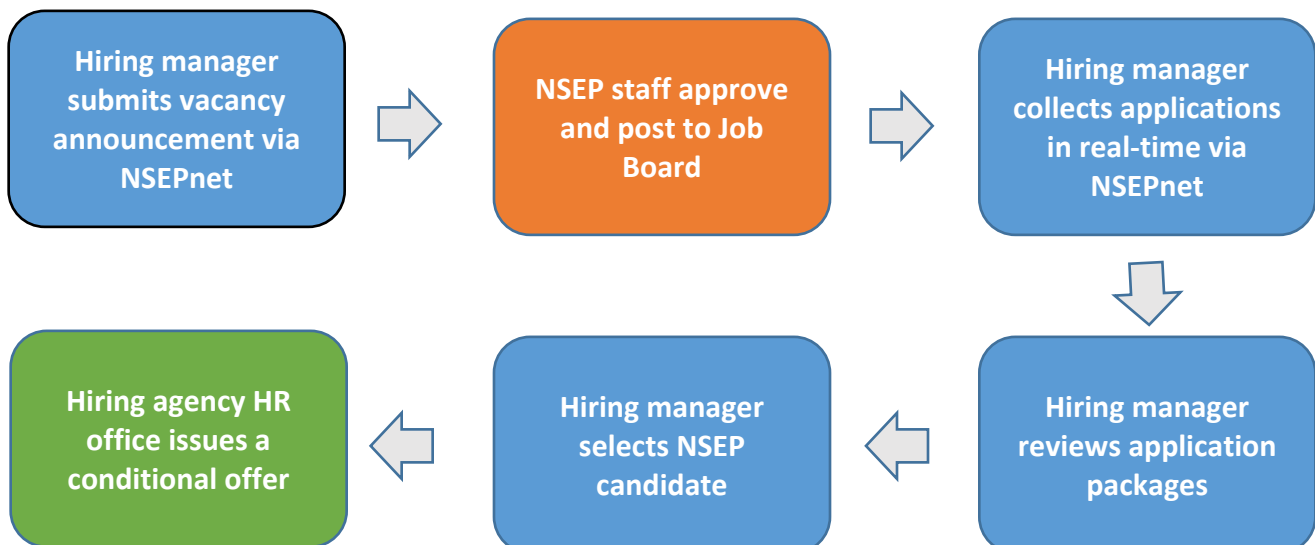 Hiring manager
submits vacancy
announcement via
NSEPnet
NSEP staff approve
and post to Job
Board
Hiring manager
collects applications
in real-time via
NSEPnet
Hiring manager
reviews application
packages
Hiring manager
selects NSEP
candidate
Hiring agency HR
office issues a
conditional offer